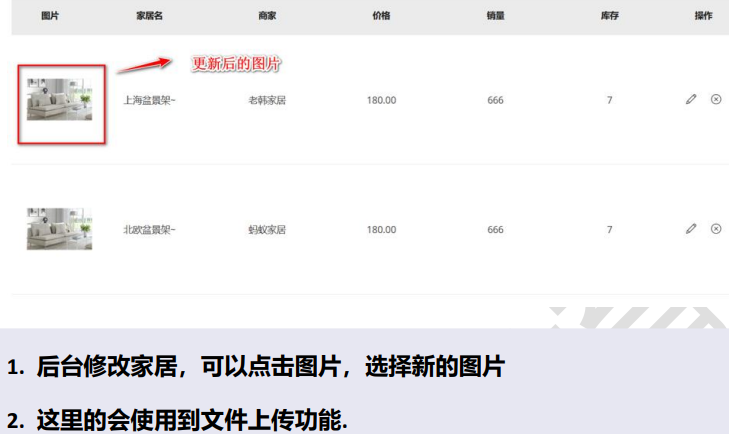 图片 家居名 商家 价格 销量 库存 操作
更新后的图片
上海盆景架~ 老韩家居 180.00 666 7
北欧盆景架~ 蚂蚁家居 180.00 666 7
1. 后台修改家居，可以点击图片，选择新的图片
2. 这里的会使用到文件上传功能.